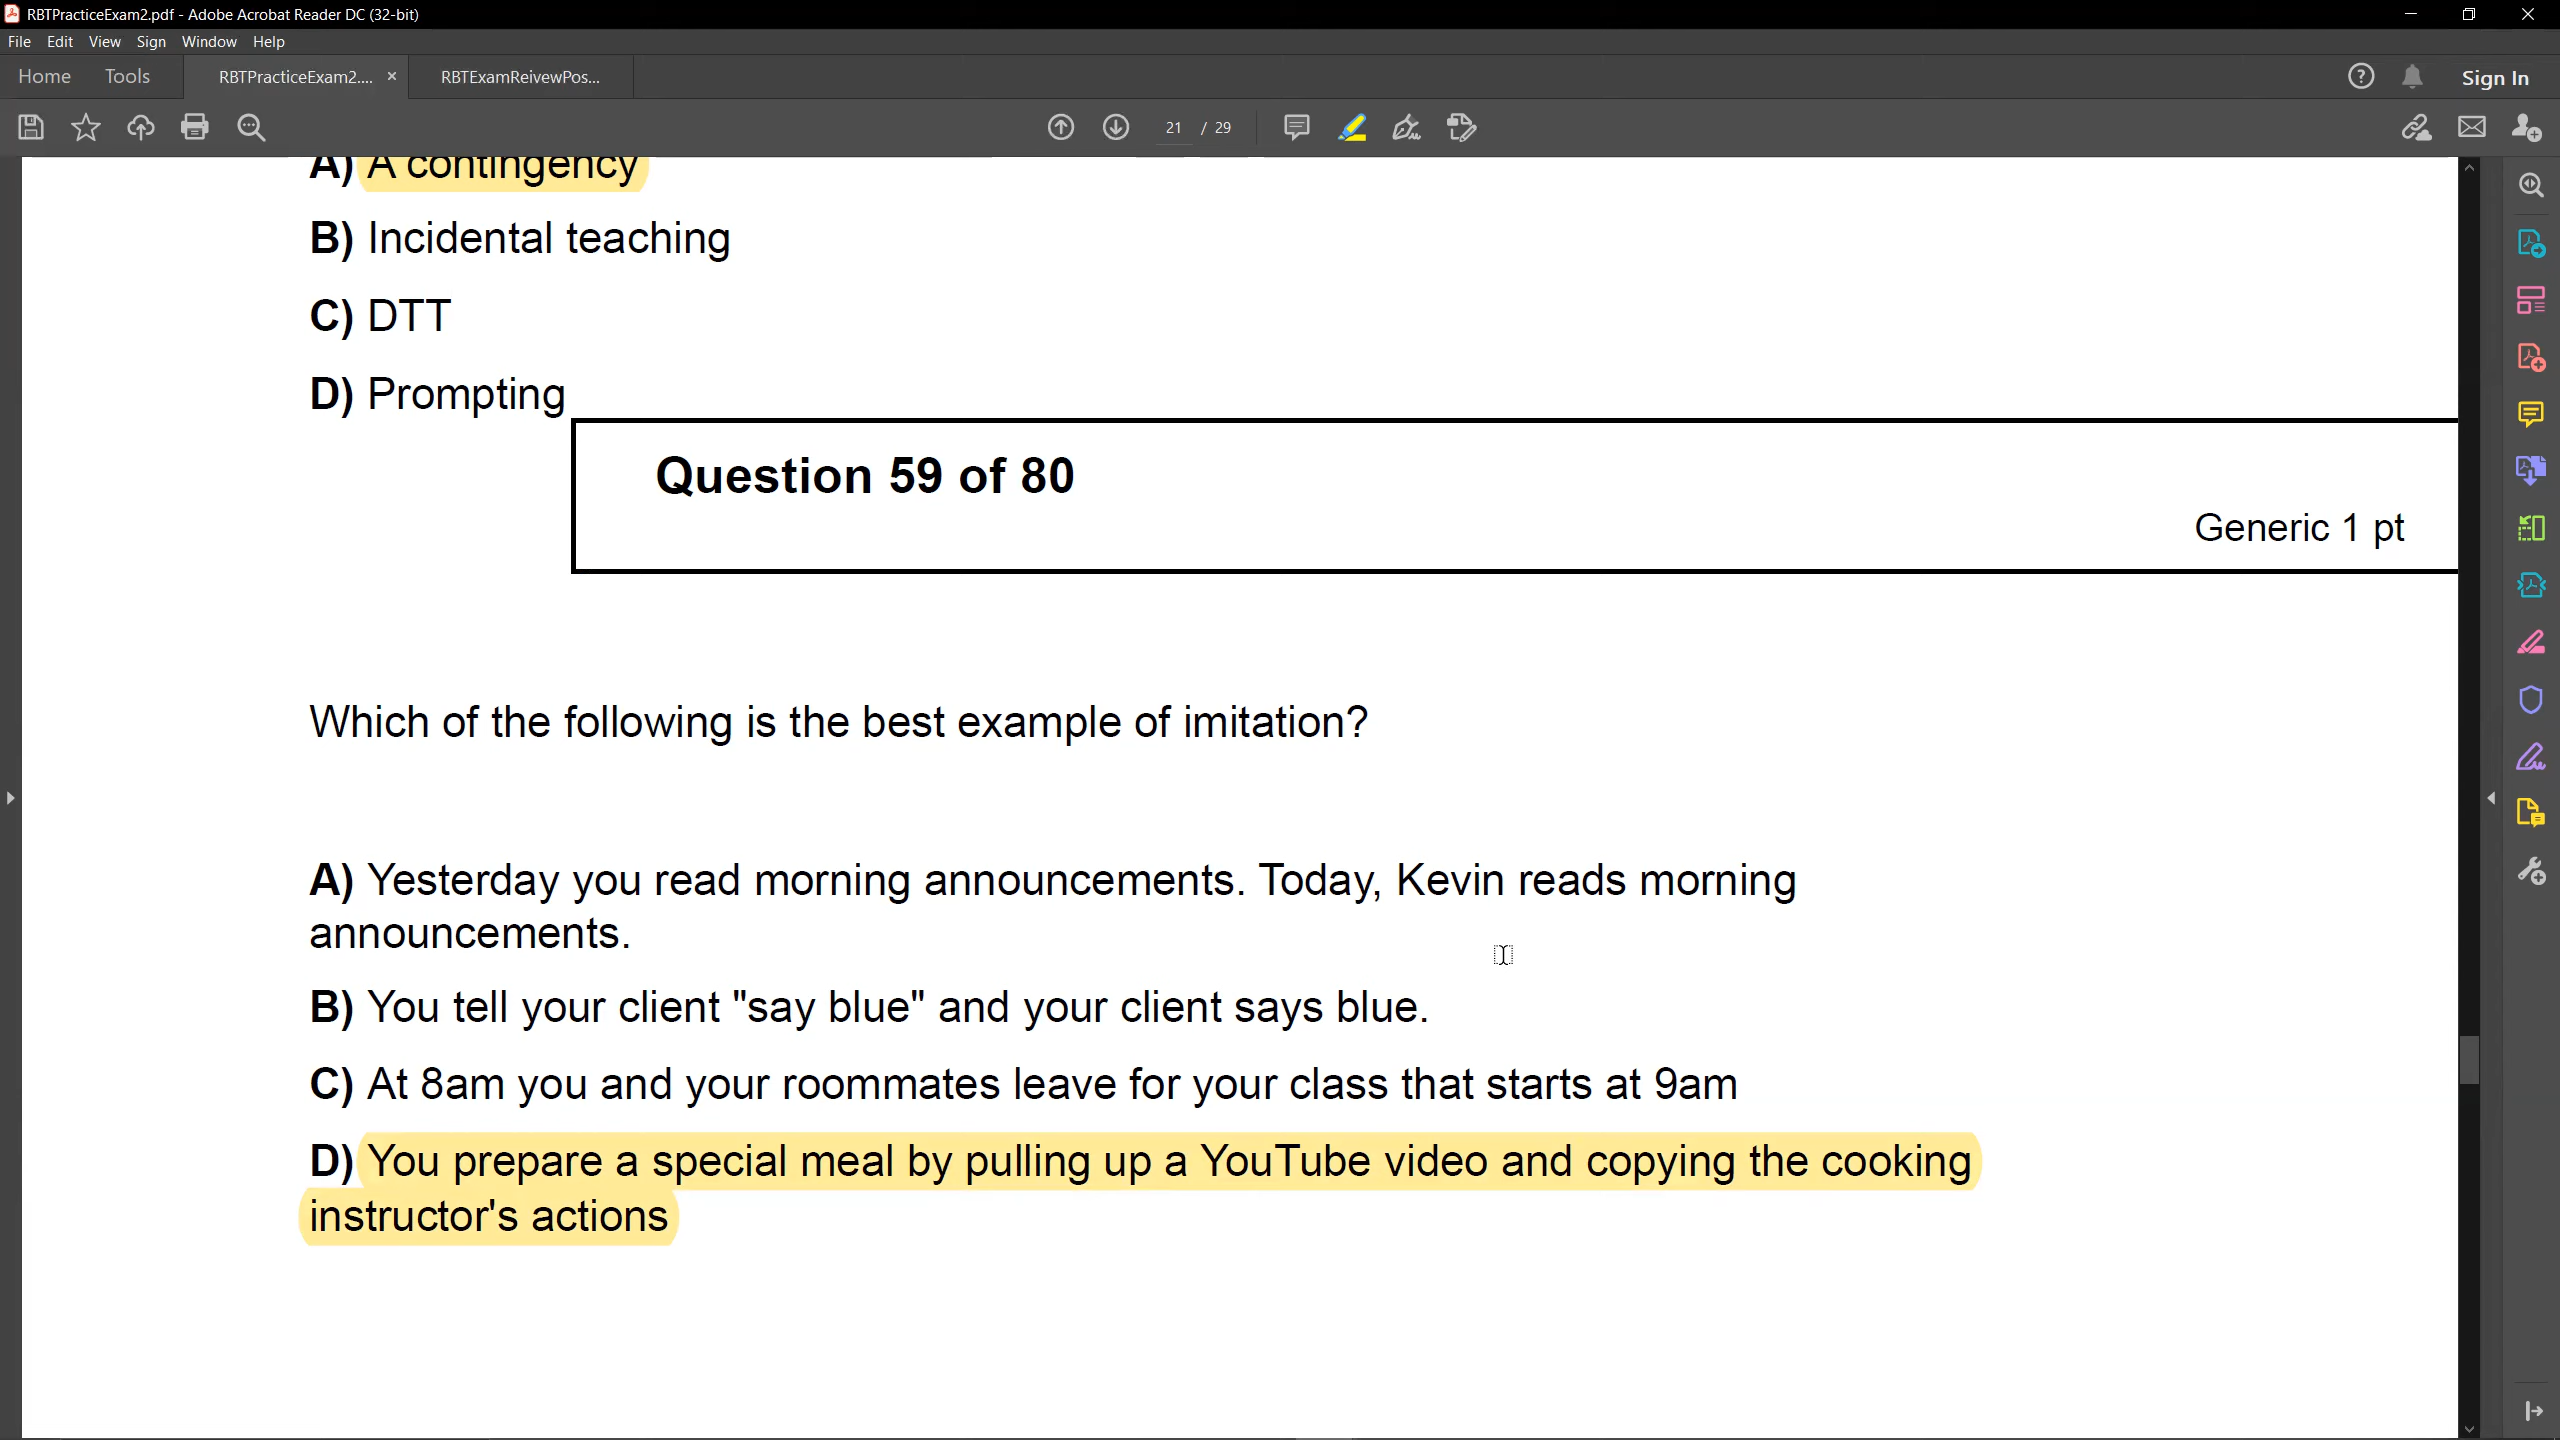 RBTPracticeExam2.pdf - Adobe Acrobat Reader DC (32-bit)
File Edit View Sign Window Help
Home Tools RBTPracticeExam2.... × RBTExamReivewPos... Sign In
21 / 29
A) A contingency
B) Incidental teaching
C) DTT
D) Prompting
Question 59 of 80
Generic 1 pt
Which of the following is the best example of imitation?
A) Yesterday you read morning announcements. Today, Kevin reads morning
announcements.
B) You tell your client "say blue" and your client says blue.
C) At 8am you and your roommates leave for your class that starts at 9am
D) You prepare a special meal by pulling up a YouTube video and copying the cooking
instructor's actions